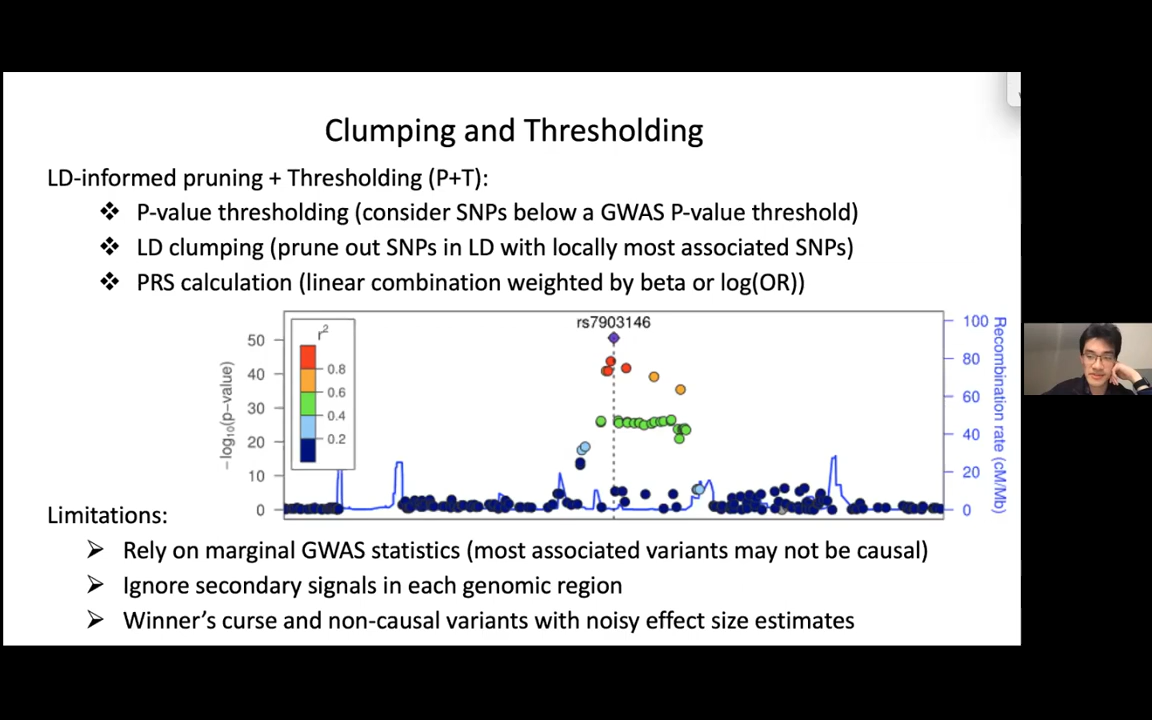 Clumping and Thresholding
LD-informed pruning + Thresholding (P+T):
❖ P-value thresholding (consider SNPs below a GWAS P-value threshold)
❖ LD clumping (prune out SNPs in LD with locally most associated SNPs)
❖ PRS calculation (linear combination weighted by beta or log(OR))
rs7903146
r²
0.8
0.6
0.4
0.2
−log₁₀(p−value)
50
40
30
20
10
0
100
80
60
40
20
0
Recombination rate (cM/Mb)
Limitations:
➢ Rely on marginal GWAS statistics (most associated variants may not be causal)
➢ Ignore secondary signals in each genomic region
➢ Winner’s curse and non-causal variants with noisy effect size estimates